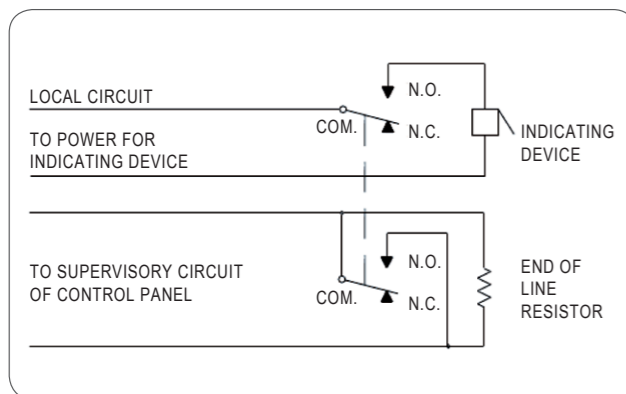 LOCAL CIRCUIT
N.O.
COM.
N.C.
TO POWER FOR
INDICATING DEVICE
INDICATING
DEVICE
TO SUPERVISORY CIRCUIT
OF CONTROL PANEL
N.O.
COM.
N.C.
END OF
LINE
RESISTOR